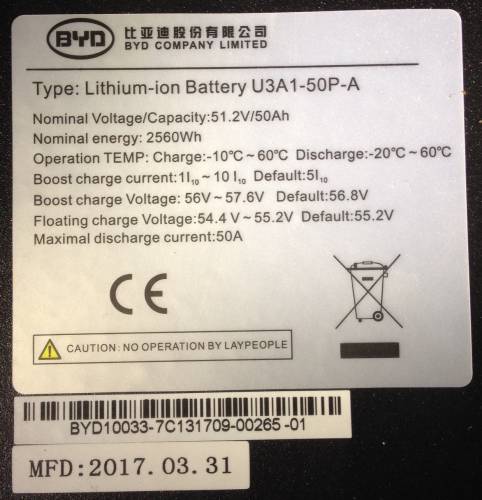 BYD 比亚迪股份有限公司
BYD COMPANY LIMITED
Type: Lithium-ion Battery U3A1-50P-A
Nominal Voltage/Capacity:51.2V/50Ah
Nominal energy: 2560Wh
Operation TEMP: Charge:-10℃~60℃ Discharge:-20℃~60℃
Boost charge current:1I₁₀~10 I₁₀ Default:5I₁₀
Boost charge Voltage: 56V~57.6V Default:56.8V
Floating charge Voltage:54.4 V~55.2V Default:55.2V
Maximal discharge current:50A
CE
CAUTION: NO OPERATION BY LAYPEOPLE
BYD10033-7C131709-00265-01
MFD:2017.03.31